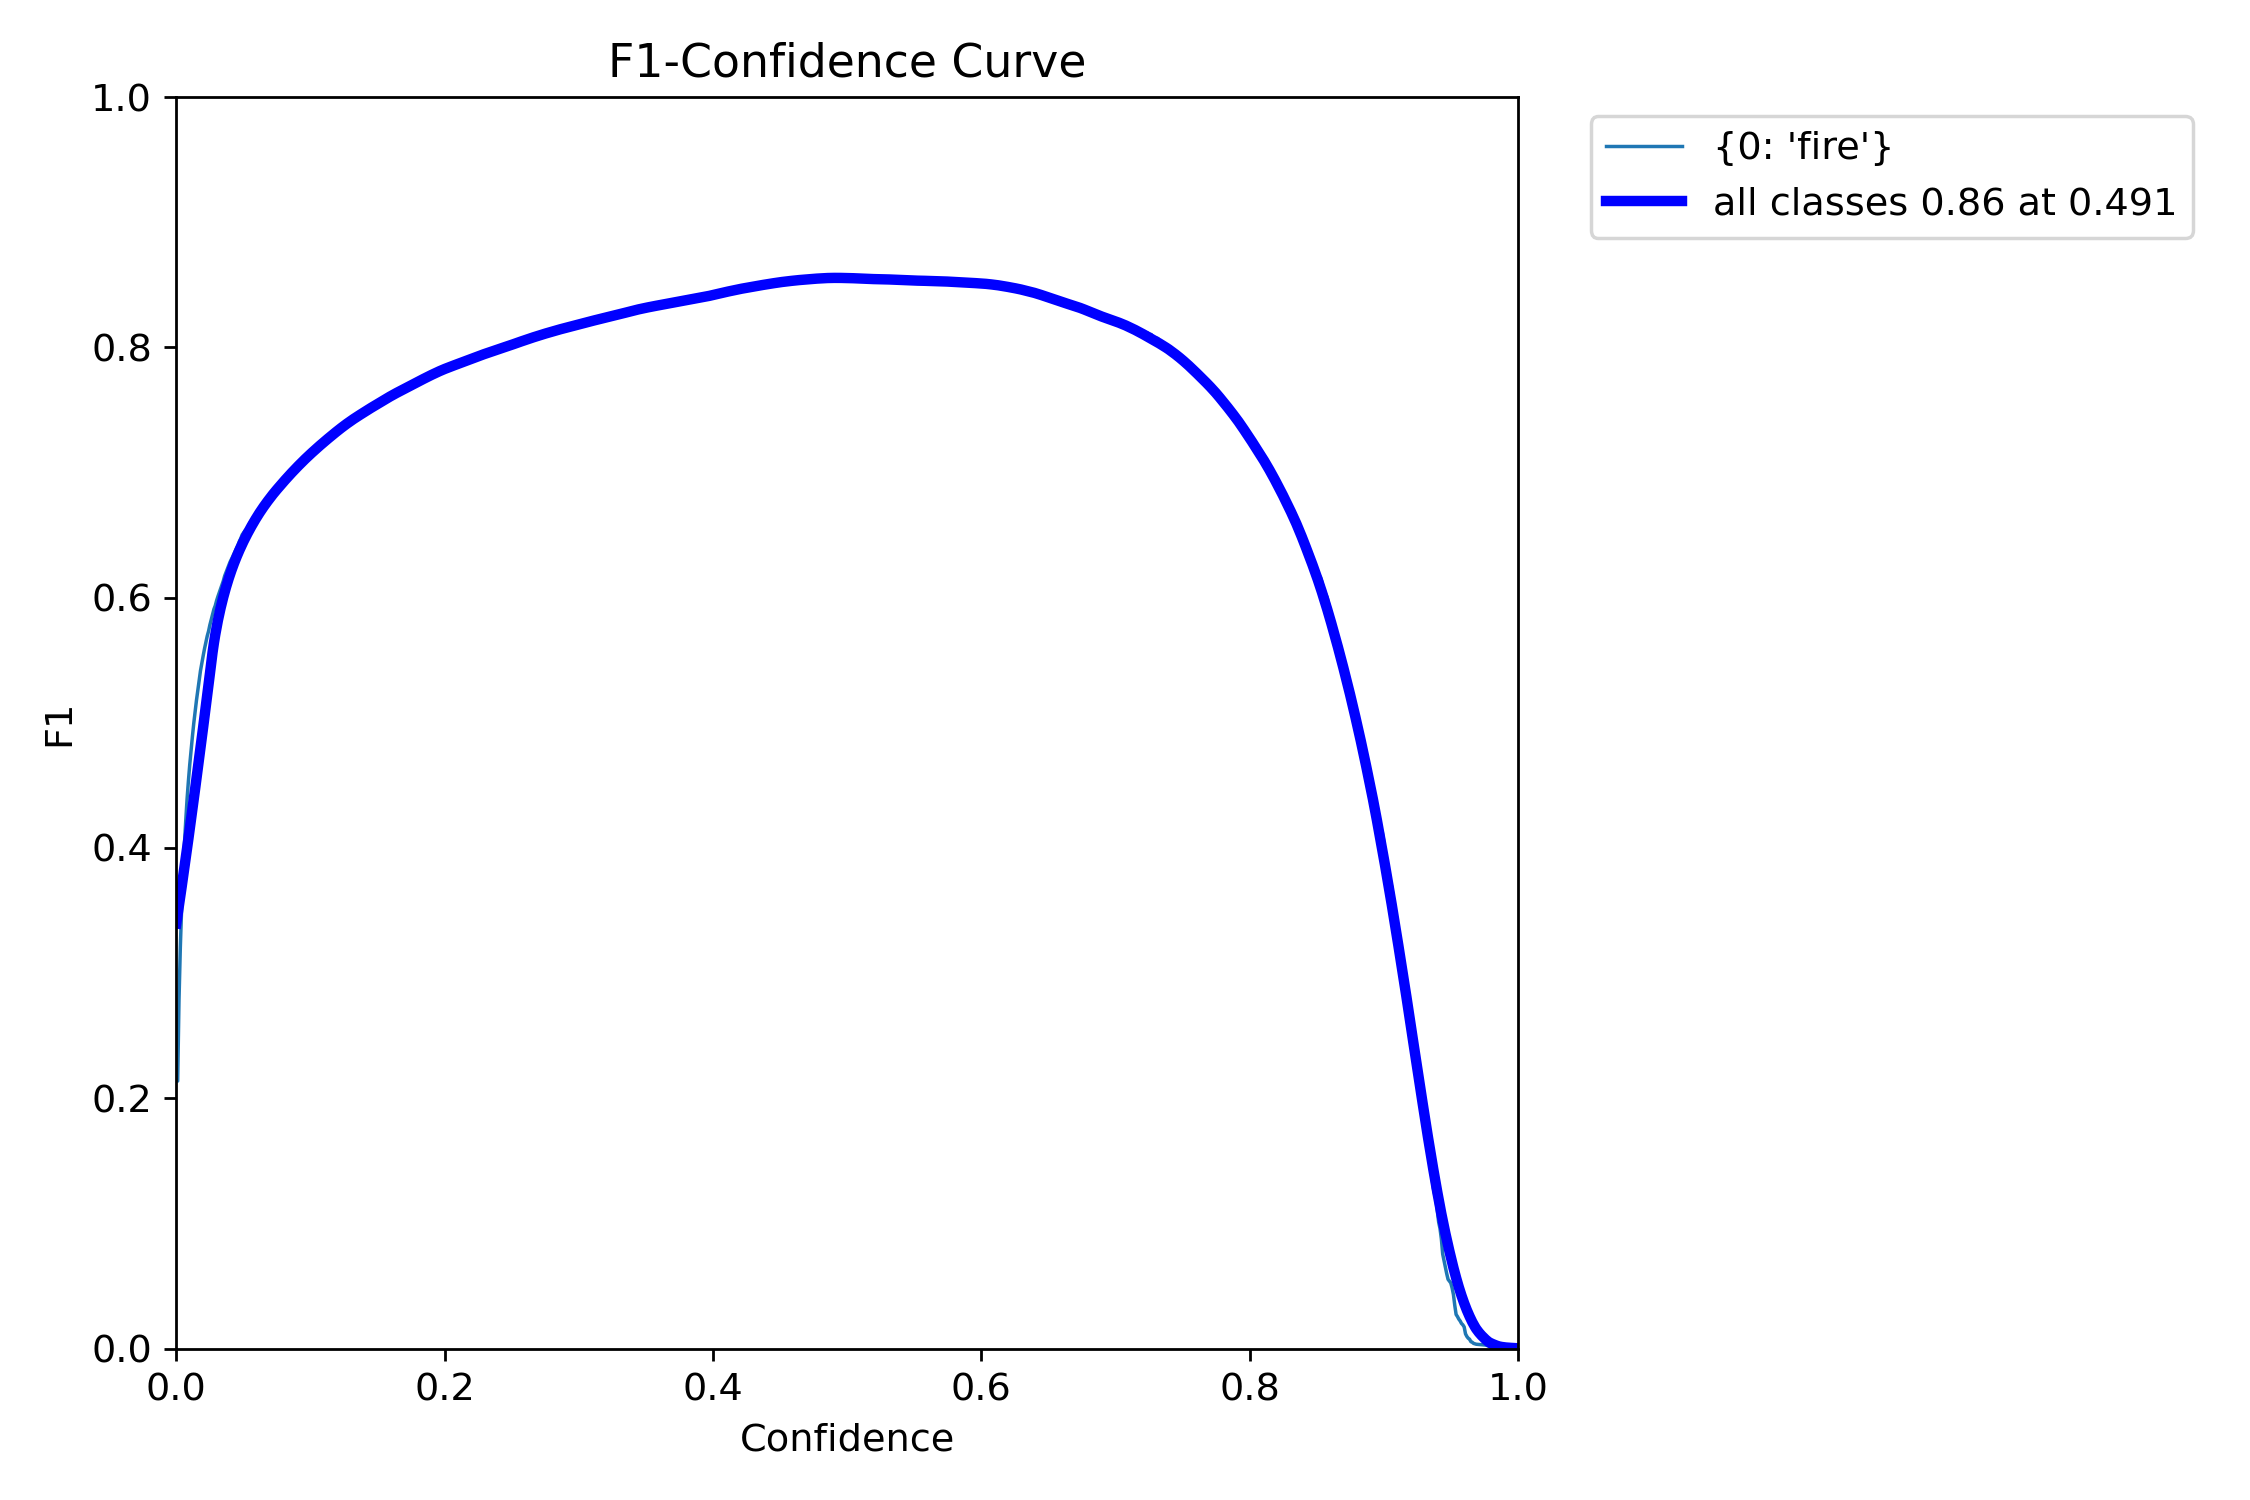 F1-Confidence Curve
{0: 'fire'}
all classes 0.86 at 0.491
1.0
0.8
0.6
0.4
0.2
0.0
F1
0.0 0.2 0.4 0.6 0.8 1.0
Confidence